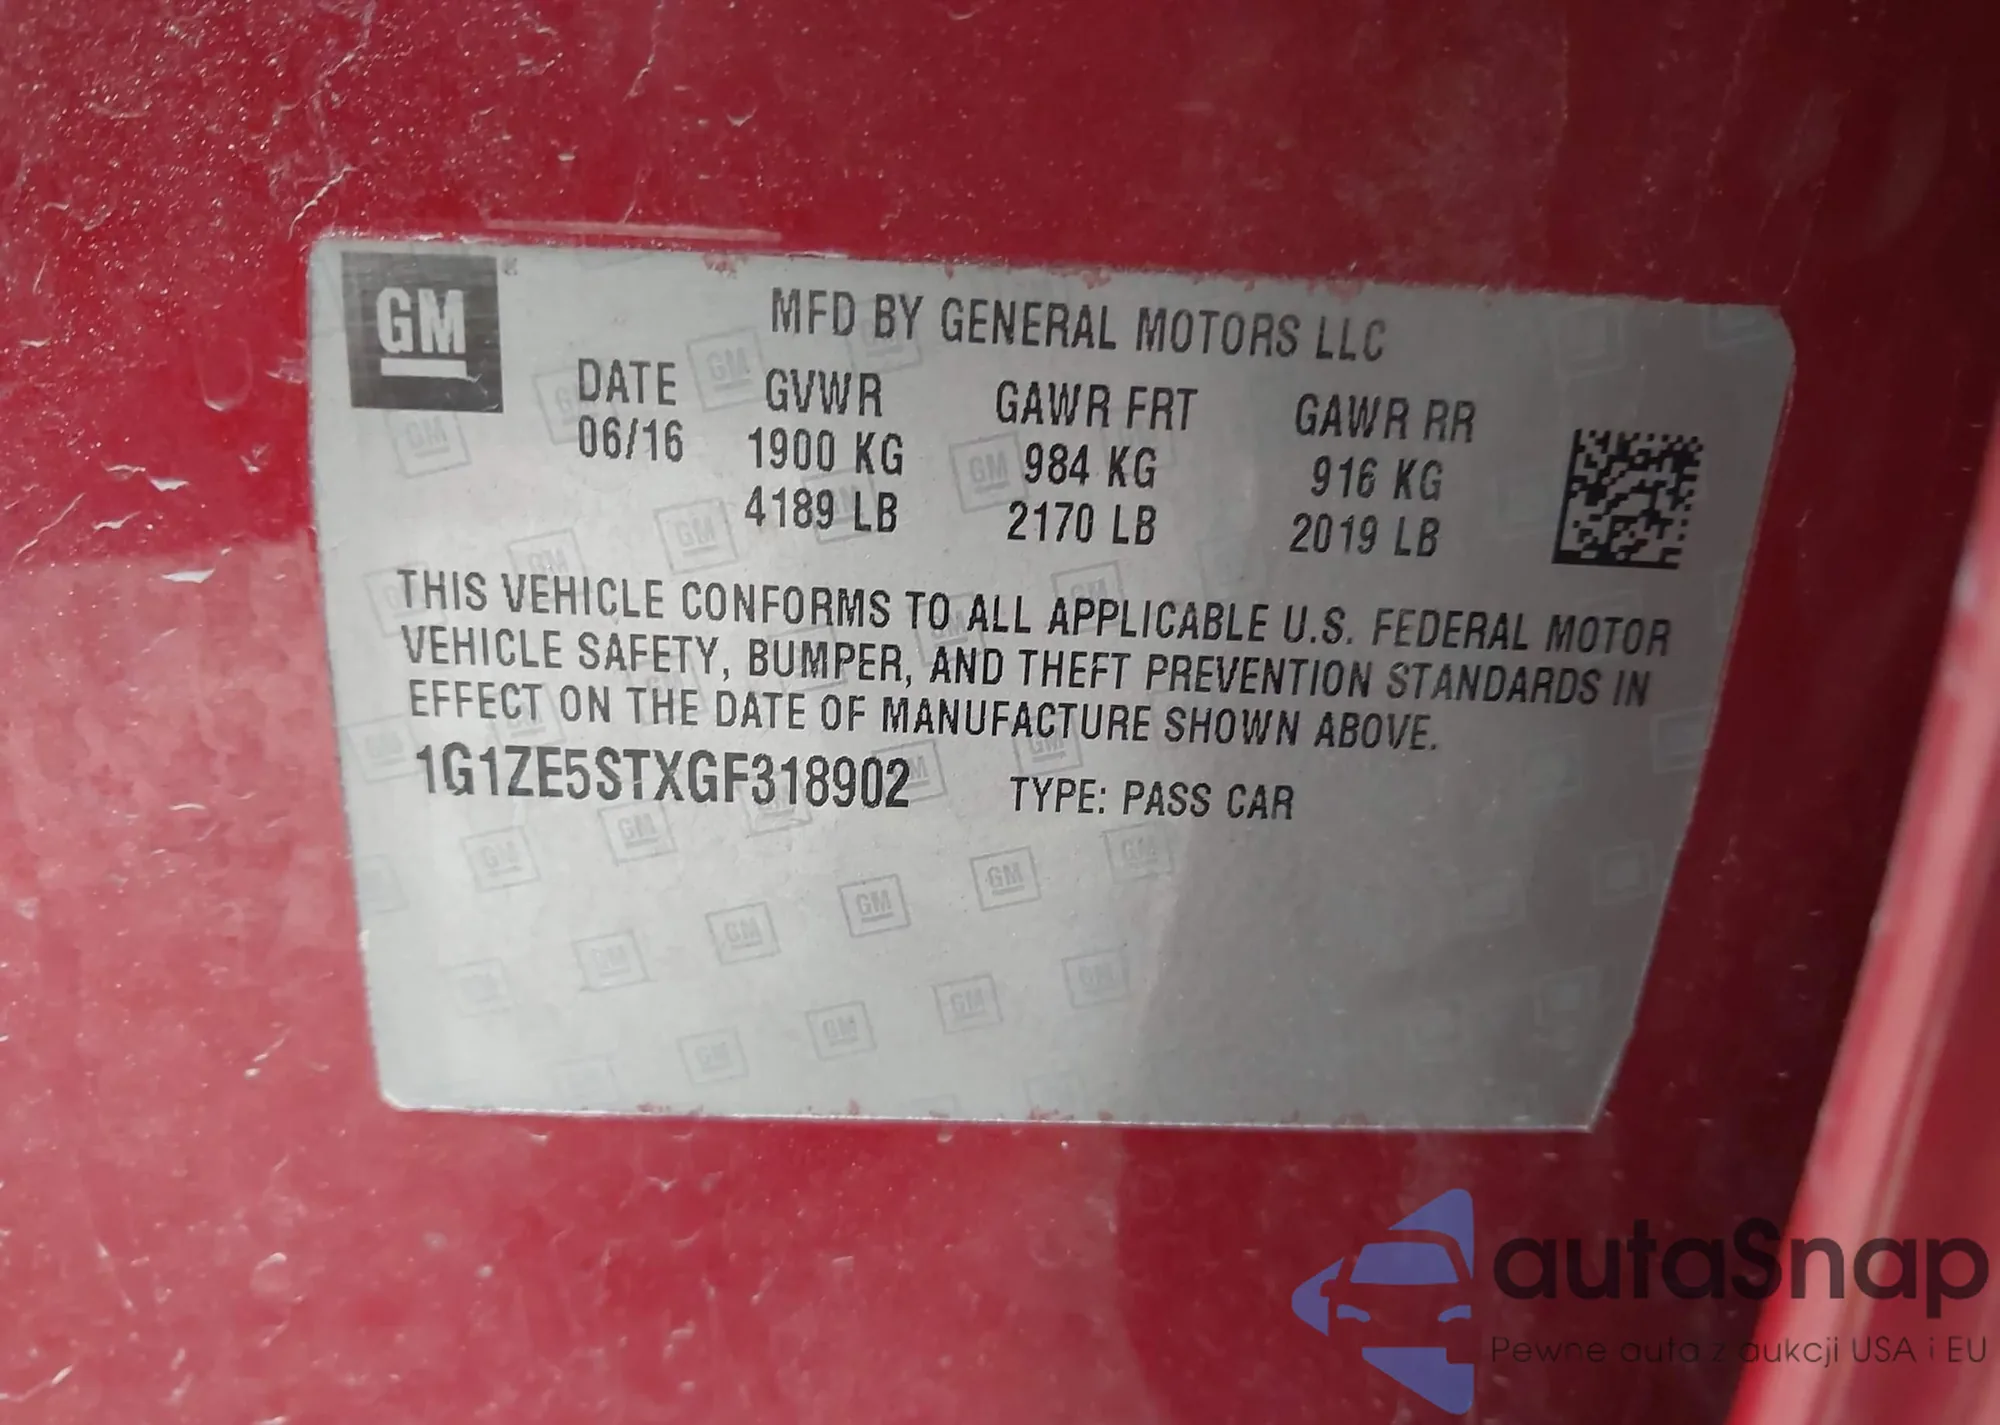 GM
MFD BY GENERAL MOTORS LLC
DATE GVWR GAWR FRT GAWR RR
06/16 1900 KG 984 KG 916 KG
4189 LB 2170 LB 2019 LB
THIS VEHICLE CONFORMS TO ALL APPLICABLE U.S. FEDERAL MOTOR
VEHICLE SAFETY, BUMPER, AND THEFT PREVENTION STANDARDS IN
EFFECT ON THE DATE OF MANUFACTURE SHOWN ABOVE.
1G1ZE5STXGF318902 TYPE: PASS CAR
autaSnap
Pewne auta z aukcji USA i EU